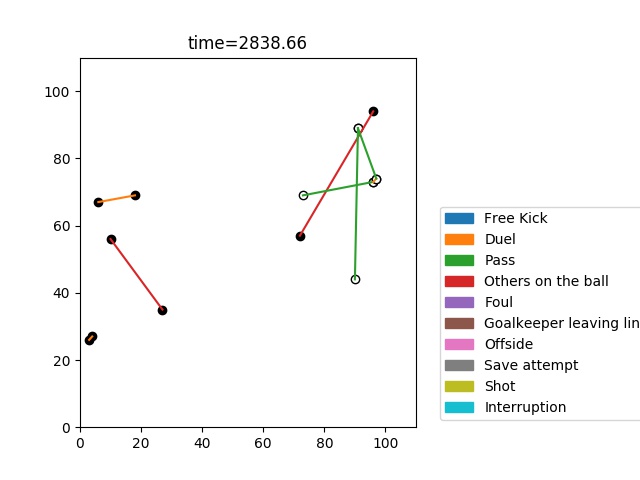 time=2838.66
100
80
60
40
20
0
0 20 40 60 80 100
Free Kick
Duel
Pass
Others on the ball
Foul
Goalkeeper leaving lin
Offside
Save attempt
Shot
Interruption